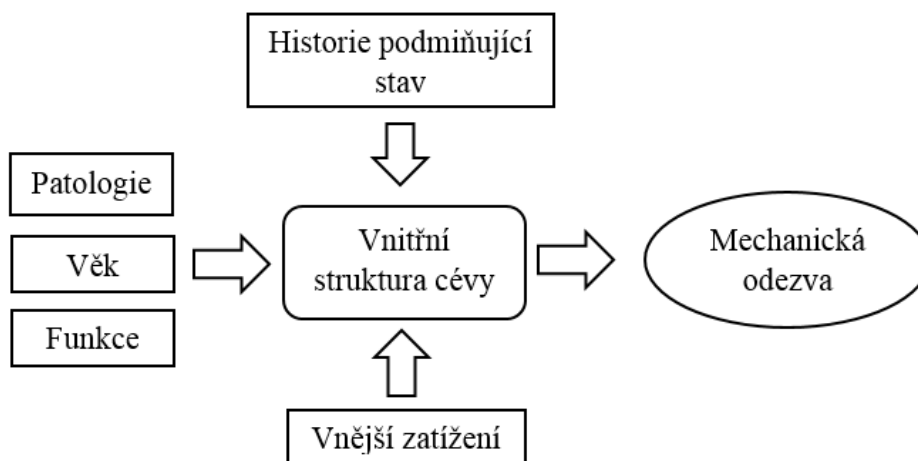 Historie podmiňující
stav
Patologie
Věk
Funkce
Vnitřní
struktura cévy
Mechanická
odezva
Vnější zatížení